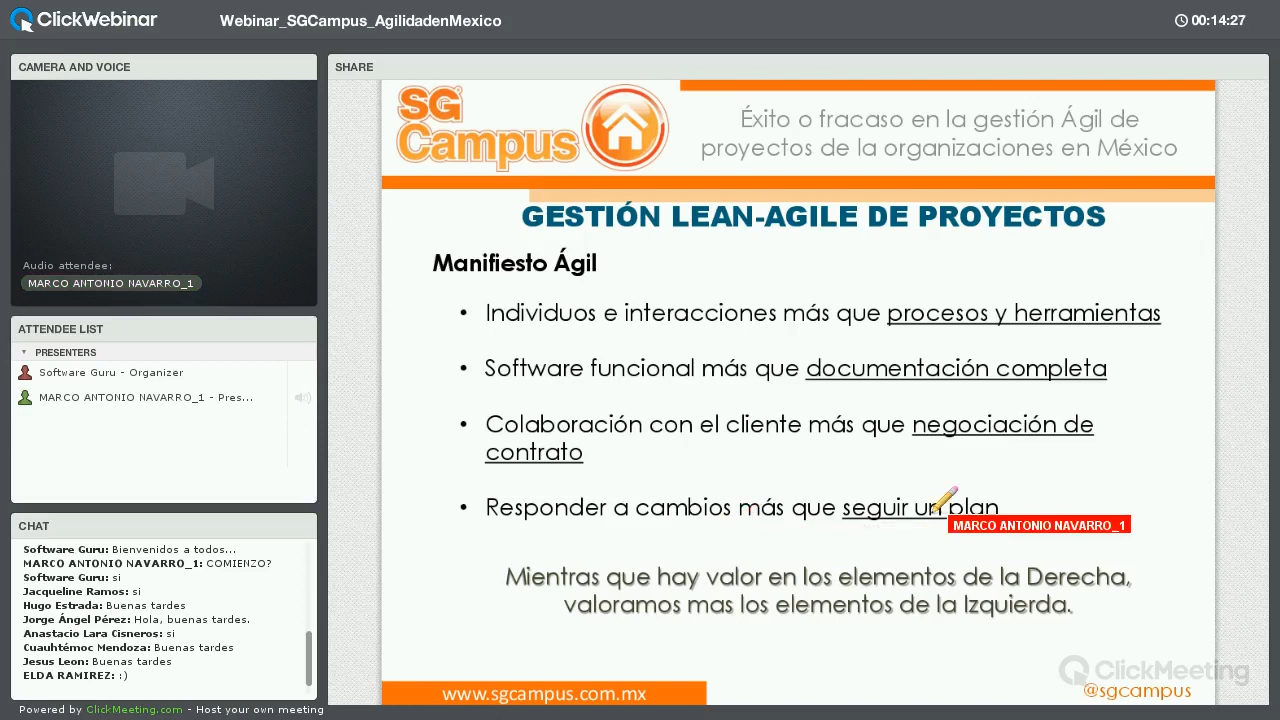 ClickWebinar
Webinar_SGCampus_AgilidadenMexico
00:14:27
CAMERA AND VOICE
Audio attendee:
MARCO ANTONIO NAVARRO_1
ATTENDEE LIST
PRESENTERS
Software Guru - Organizer
MARCO ANTONIO NAVARRO_1 - Pres...
CHAT
Software Guru: Bienvenidos a todos...
MARCO ANTONIO NAVARRO_1: COMIENZO?
Software Guru: si
Jacqueline Ramos: si
Hugo Estrada: Buenas tardes
Jorge Ángel Pérez: Hola, buenas tardes.
Anastacio Lara Cisneros: si
Cuauhtémoc Mendoza: Buenas tardes
Jesus Leon: Buenas tardes
ELDA RAMIREZ: :)
Powered by ClickMeeting.com - Host your own meeting
SHARE
SG
Campus
Éxito o fracaso en la gestión Ágil de
proyectos de la organizaciones en México
GESTIÓN LEAN-AGILE DE PROYECTOS
Manifiesto Ágil
• Individuos e interacciones más que procesos y herramientas
• Software funcional más que documentación completa
• Colaboración con el cliente más que negociación de
contrato
• Responder a cambios más que seguir un plan
MARCO ANTONIO NAVARRO_1
Mientras que hay valor en los elementos de la Derecha,
valoramos mas los elementos de la Izquierda.
ClickMeeting
www.sgcampus.com.mx
@sgcampus